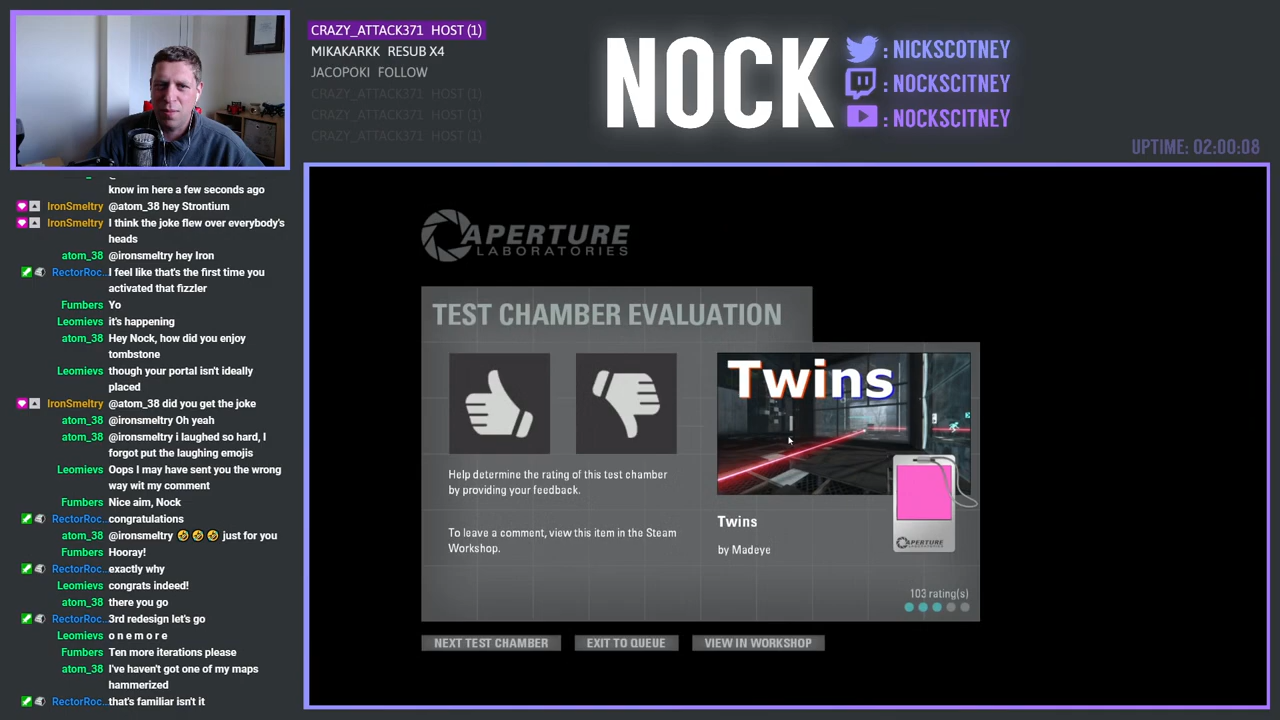 CRAZY_ATTACK371 HOST (1)
MIKAKARKK RESUB X4
JACOPOKI FOLLOW
CRAZY_ATTACK371 HOST (1)
CRAZY_ATTACK371 HOST (1)
CRAZY_ATTACK371 HOST (1)
NOCK
: NICKSCOTNEY
: NOCKSCITNEY
: NOCKSCITNEY
UPTIME: 02:00:08
know im here a few seconds ago
IronSmeltry @atom_38 hey Strontium
IronSmeltry I think the joke flew over everybody's
heads
atom_38 @ironsmeltry hey Iron
RectorRoc.. I feel like that's the first time you
activated that fizzler
Fumbers Yo
Leomievs it's happening
atom_38 Hey Nock, how did you enjoy
tombstone
Leomievs though your portal isn't ideally
placed
IronSmeltry @atom_38 did you get the joke
atom_38 @ironsmeltry Oh yeah
atom_38 @ironsmeltry i laughed so hard, I
forgot put the laughing emojis
Leomievs Oops I may have sent you the wrong
way wit my comment
Fumbers Nice aim, Nock
RectorRoc.. congratulations
atom_38 @ironsmeltry 🤣🤣🤣 just for you
Fumbers Hooray!
RectorRoc.. exactly why
Leomievs congrats indeed!
atom_38 there you go
RectorRoc.. 3rd redesign let's go
Leomievs o n e m o r e
Fumbers Ten more iterations please
atom_38 I've haven't got one of my maps
hammerized
RectorRoc.. that's familiar isn't it
APERTURE
LABORATORIES
TEST CHAMBER EVALUATION
Twins
Help determine the rating of this test chamber
by providing your feedback.
To leave a comment, view this item in the Steam
Workshop.
Twins
by Madeye
APERTURE
103 rating(s)
NEXT TEST CHAMBER
EXIT TO QUEUE
VIEW IN WORKSHOP